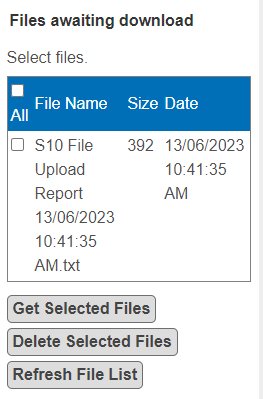 Files awaiting download
Select files.
All File Name Size Date
S10 File 392 13/06/2023
Upload 10:41:35
Report AM
13/06/2023
10:41:35
AM.txt
Get Selected Files
Delete Selected Files
Refresh File List